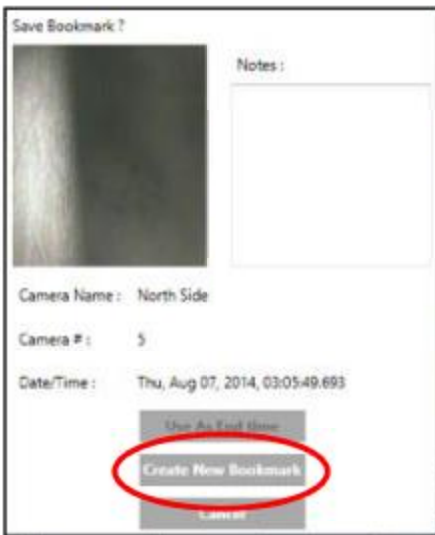 Save Bookmark ?
Notes :
Camera Name : North Side
Camera # : 5
Date/Time : Thu, Aug 07, 2014, 03:05:49.693
Use As End time
Create New Bookmark
Cancel